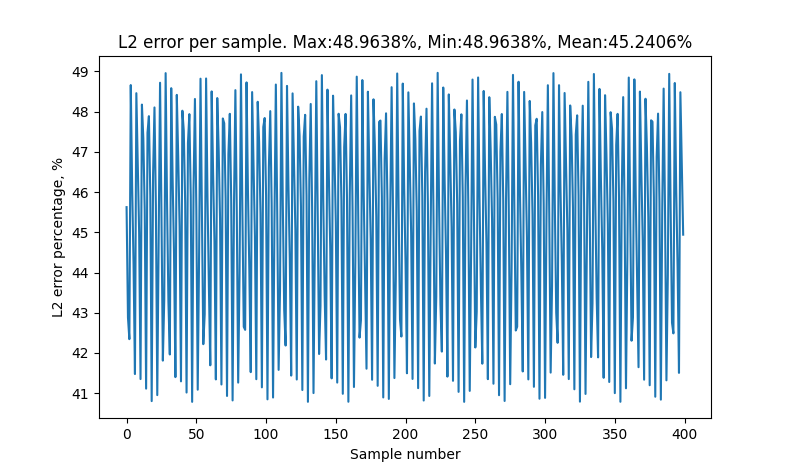 L2 error per sample. Max:48.9638%, Min:48.9638%, Mean:45.2406%
L2 error percentage, %
49
48
47
46
45
44
43
42
41
0 50 100 150 200 250 300 350 400
Sample number